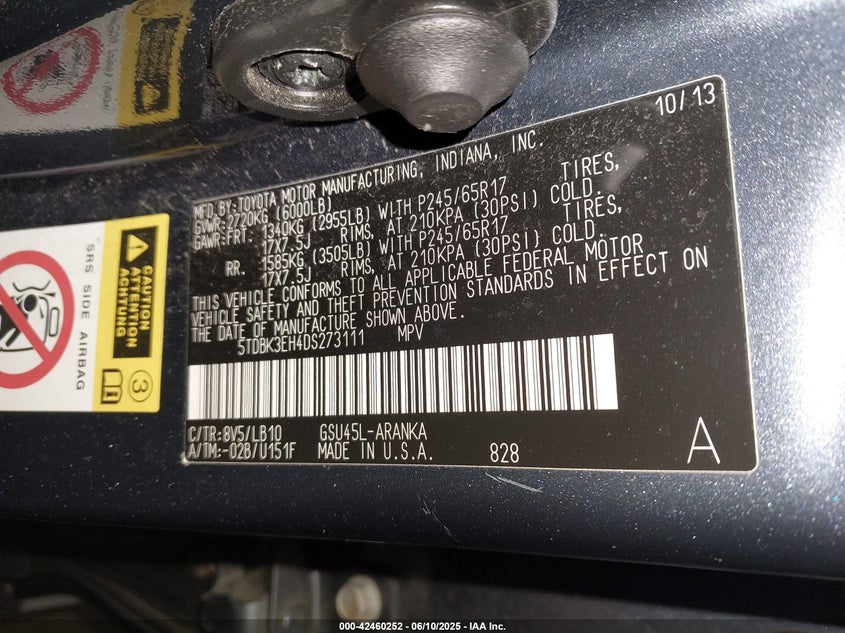 10/13
MFD.BY:TOYOTA MOTOR MANUFACTURING, INDIANA, INC.
GVWR:2720KG (6000LB)
GAWR:FRT. 1340KG (2955LB) WITH P245/65R17 TIRES,
17X7.5J RIMS, AT 210KPA (30PSI) COLD.
RR. 1585KG (3505LB) WITH P245/65R17 TIRES,
17X7.5J RIMS, AT 210KPA (30PSI) COLD.
THIS VEHICLE CONFORMS TO ALL APPLICABLE FEDERAL MOTOR
VEHICLE SAFETY AND THEFT PREVENTION STANDARDS IN EFFECT ON
THE DATE OF MANUFACTURE SHOWN ABOVE.
5TDBK3EH4DS273111 MPV
C/TR:8V5/LB10 GSU45L-ARANKA
A/TM:-02B/U151F MADE IN U.S.A. 828 A
SRS SIDE AIRBAG
CAUTION
ATTENTION
ACHTUNG
3
000-42460252 - 06/10/2025 - IAA Inc.